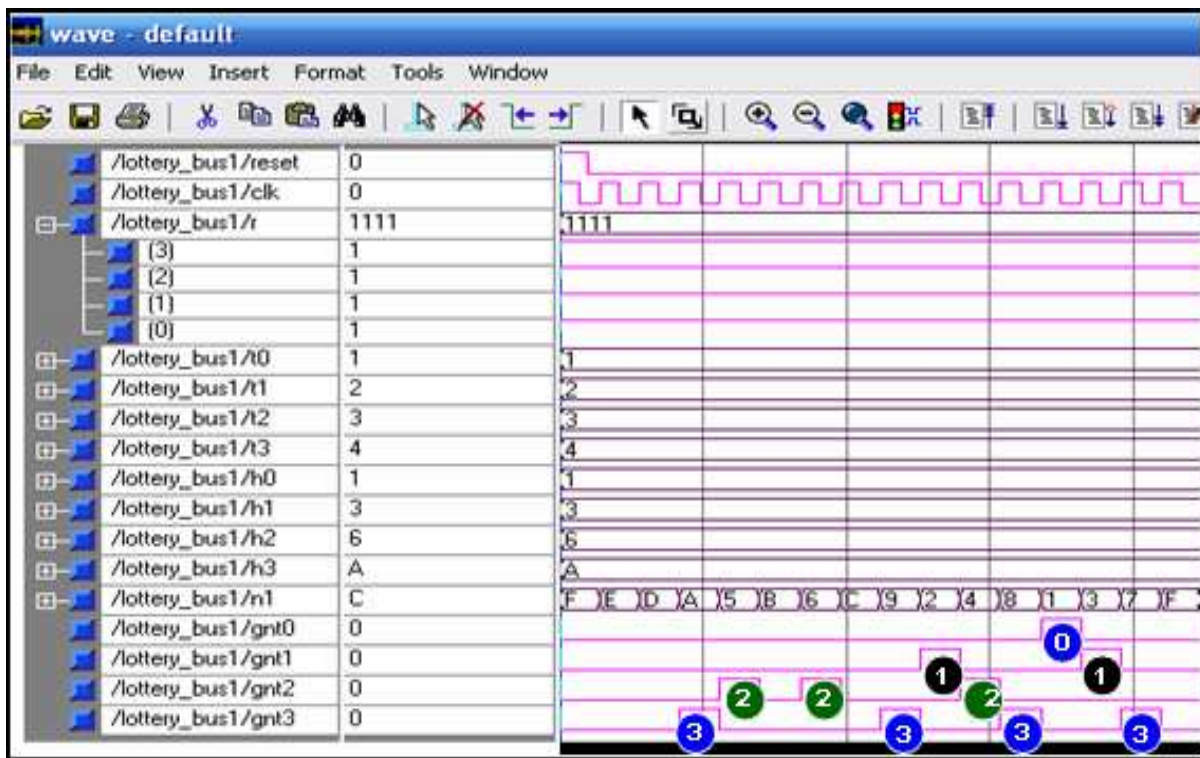 wave - default
File Edit View Insert Format Tools Window
/lottery_bus1/reset 0
/lottery_bus1/clk 0
/lottery_bus1/r 1111 1111
(3) 1
(2) 1
(1) 1
(0) 1
/lottery_bus1/t0 1 1
/lottery_bus1/t1 2 2
/lottery_bus1/t2 3 3
/lottery_bus1/t3 4 4
/lottery_bus1/h0 1 1
/lottery_bus1/h1 3 3
/lottery_bus1/h2 6 6
/lottery_bus1/h3 A A
/lottery_bus1/n1 C F E D A 5 B 6 C 9 2 4 8 1 3 7 F
/lottery_bus1/gnt0 0 0
/lottery_bus1/gnt1 0 1 1
/lottery_bus1/gnt2 0 2 2 2
/lottery_bus1/gnt3 0 3 3 3 3